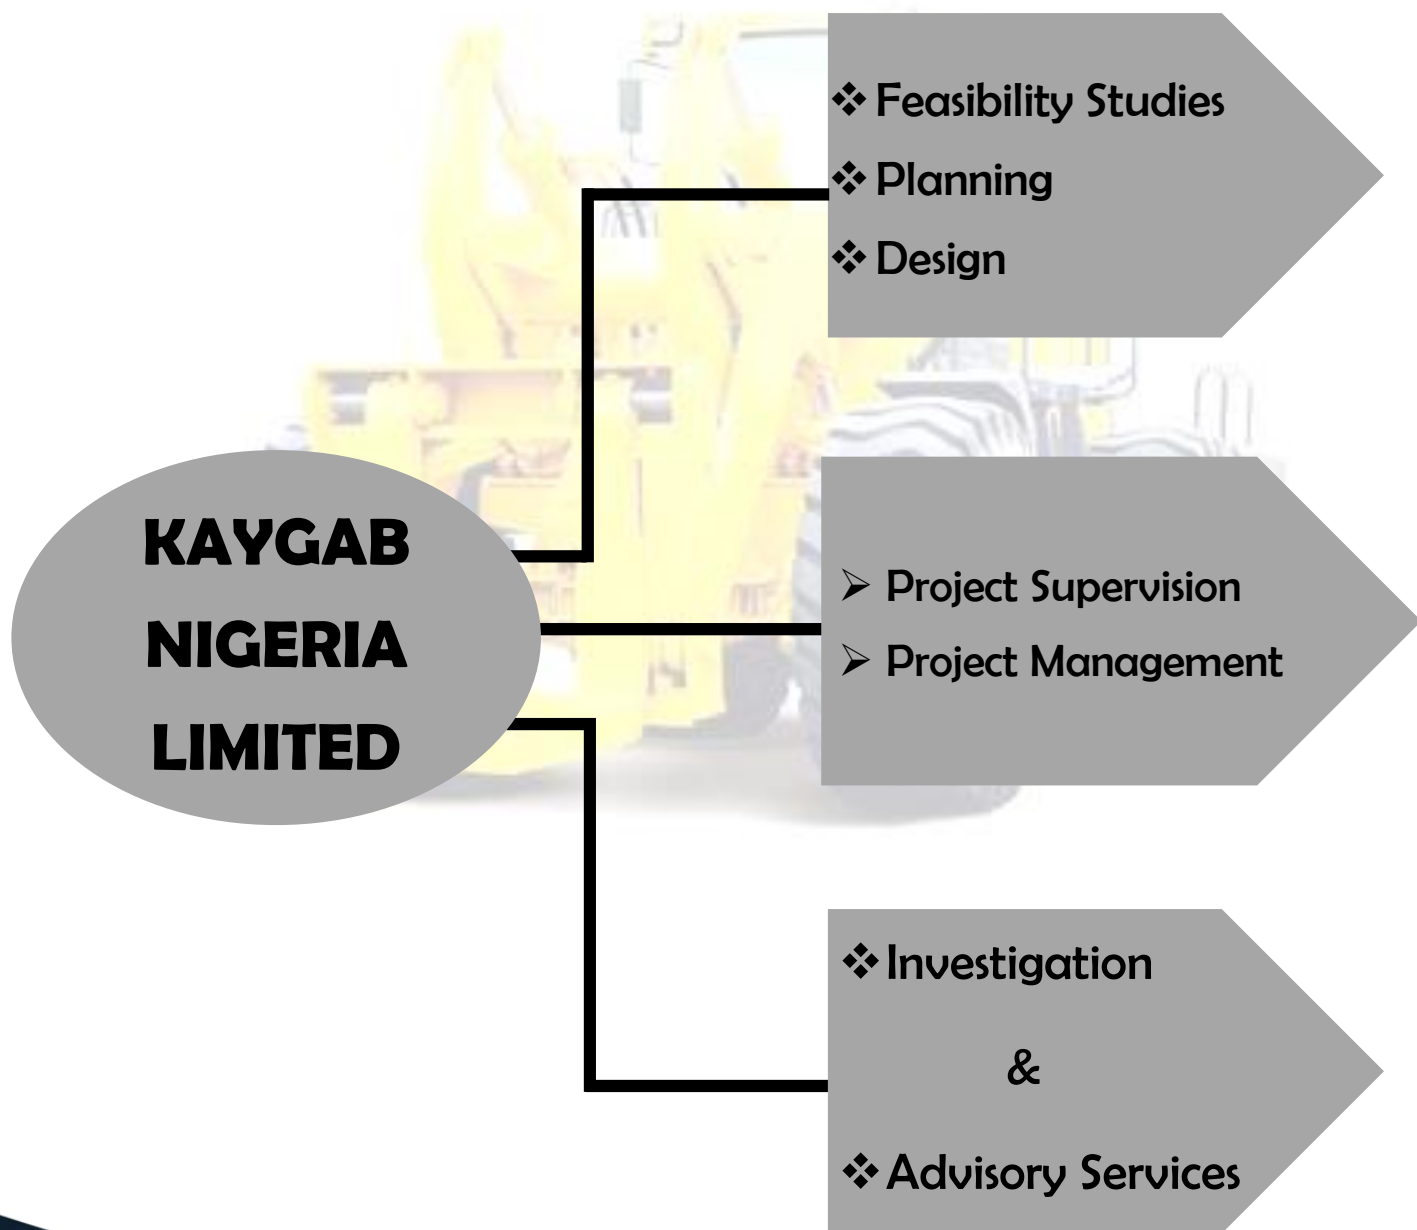 KAYGAB
NIGERIA
LIMITED
❖ Feasibility Studies
❖ Planning
❖ Design
➢ Project Supervision
➢ Project Management
❖ Investigation
&
❖ Advisory Services